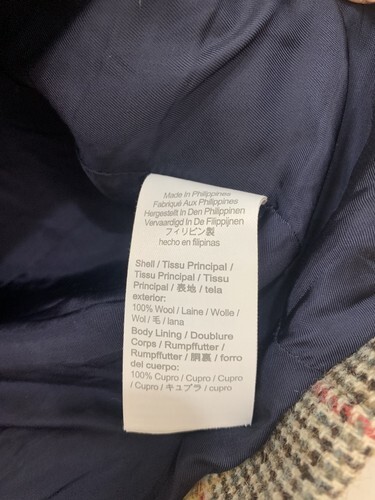 Made In Philippines
Fabriqué Aux Philippines
Hergestellt In Den Philippinen
Vervaardigd In De Filippijnen
フィリピン製
hecho en filipinas
Shell / Tissu Principal /
Tissu Principal / Tissu
Principal / 表地 / tela
exterior:
100% Wool / Laine / Wolle /
Wol / 毛 / lana
Body Lining / Doublure
Corps / Rumpffutter /
Rumpffutter / 胴裏 / forro
del cuerpo:
100% Cupro / Cupro / Cupro
/ Cupro / キュプラ / cupro